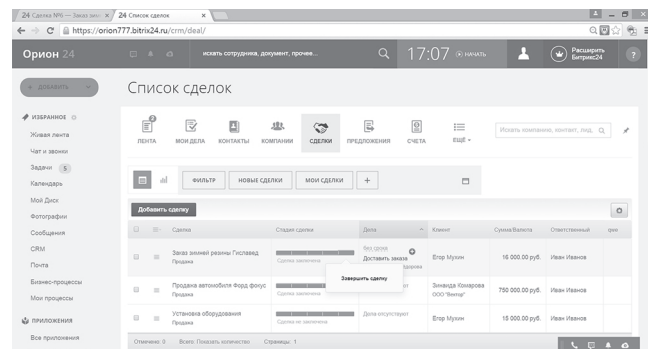 24 Сделка №6 — Заказ зимн
24 Список сделок
https://orion777.bitrix24.ru/crm/deal/
Орион 24
искать сотрудника, документ, прочее...
17:07
НАЧАТЬ
Расширить
Битрикс24
?
+ ДОБАВИТЬ
Список сделок
ИЗБРАННОЕ
Живая лента
Чат и звонки
Задачи 5
Календарь
Мой Диск
Фотографии
Сообщения
CRM
Почта
Бизнес-процессы
Мои процессы
ПРИЛОЖЕНИЯ
Все приложения
2
ЛЕНТА
МОИ ДЕЛА
КОНТАКТЫ
КОМПАНИИ
СДЕЛКИ
ПРЕДЛОЖЕНИЯ
СЧЕТА
ЕЩЁ
Искать компанию, контакт, лид,
ФИЛЬТР
НОВЫЕ СДЕЛКИ
МОИ СДЕЛКИ
+
Добавить сделку
Сделка Стадия сделки Дела Клиент Сумма/Валюта Ответственный
Заказ зимней резины Гиславед
Продажа
Сделка заключена
без срока
Доставить заказа
Егор Мухин 16 000.00 руб. Иван Иванов
Завершить сделку
Продажа автомобиля Форд фокус
Продажа
Зинаида Комарова
ООО "Вектор"
750 000.00 руб. Иван Иванов
Установка оборудования
Продажа
Сделка не заключена
Дела отсутствуют
Егор Мухин 15 000.00 руб. Иван Иванов
Отмечено: 0 Всего: Показать количество Страницы: 1